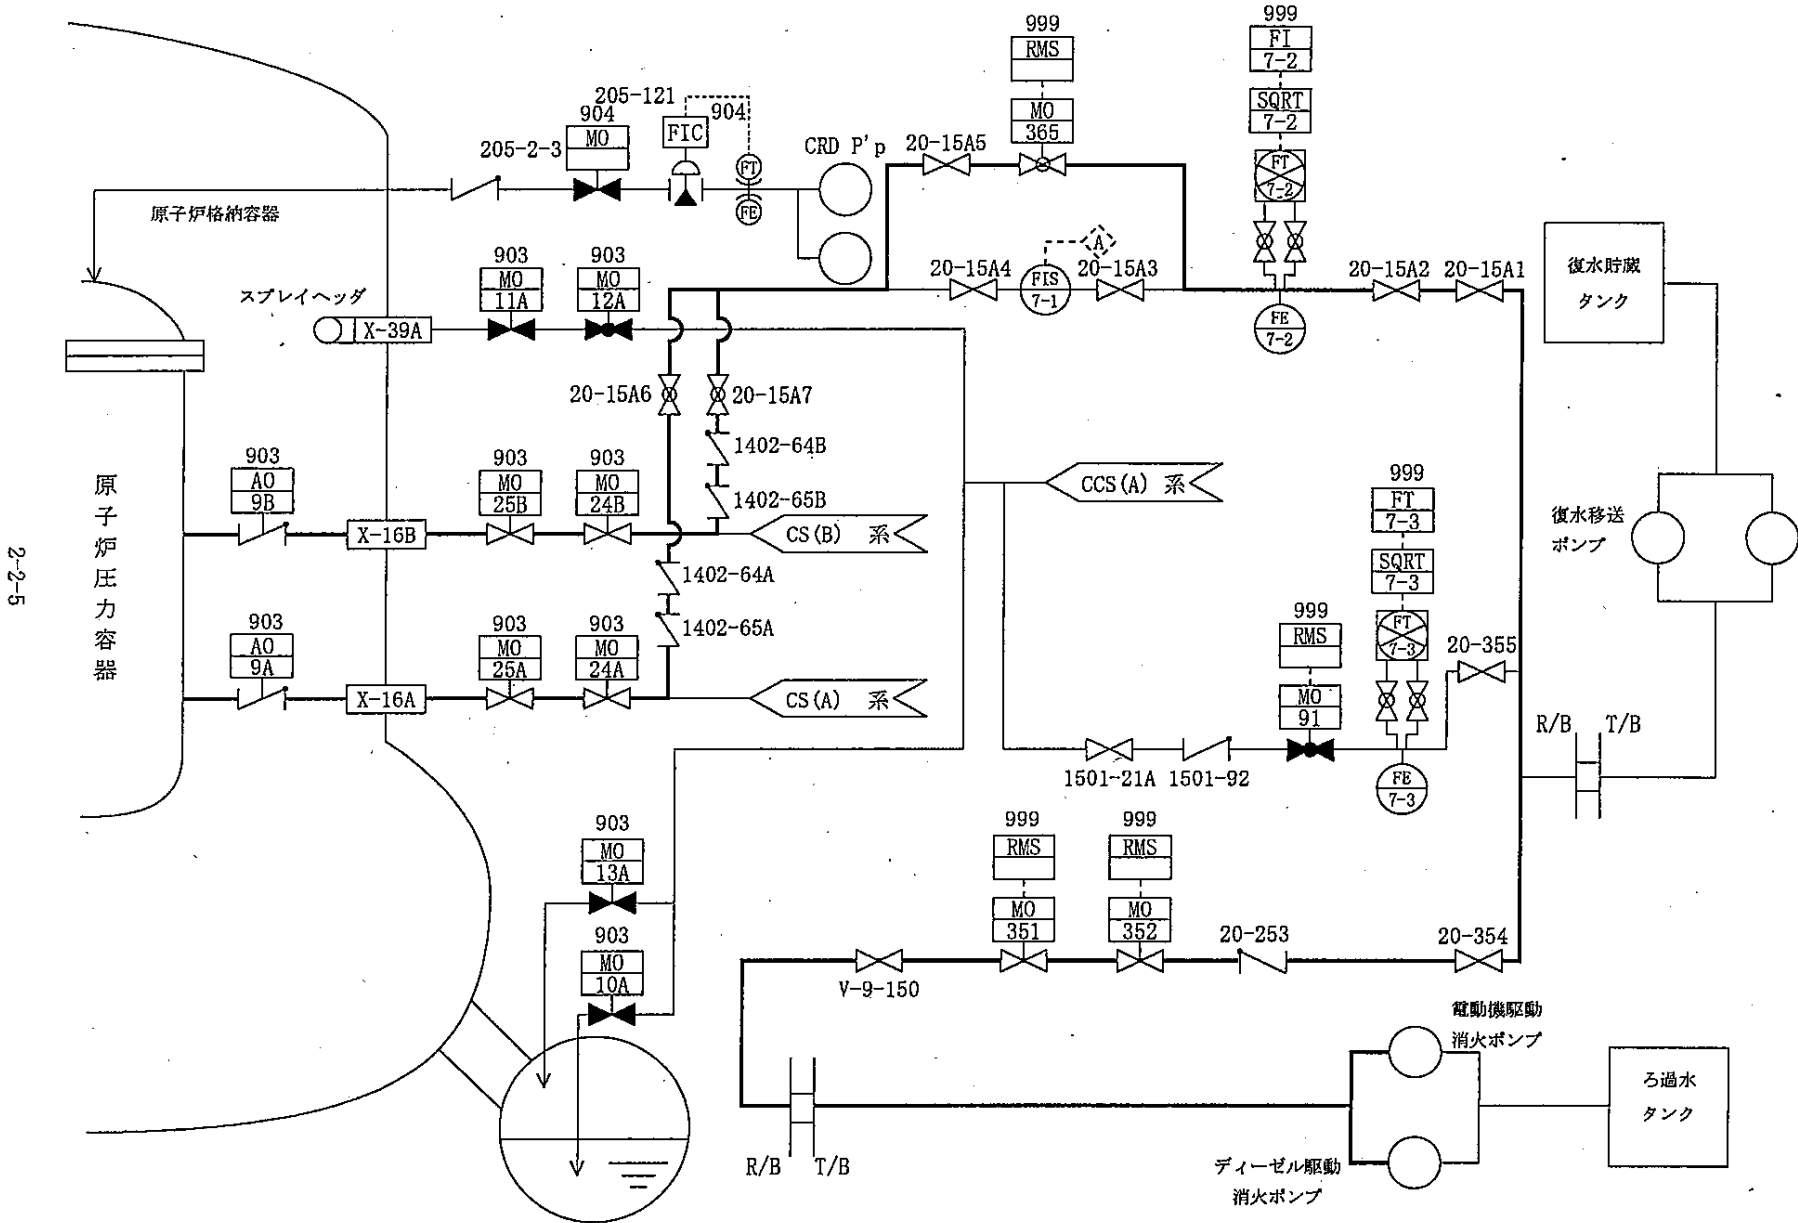 999
FI
7-2
SQRT
7-2
FT
7-2
FE
7-2
999
RMS
MO
365
20-15A5
205-121
904
MO
904
FIC
205-2-3
FT
FE
CRD P'p
原子炉格納容器
20-15A4
FIS
7-1
A
20-15A3
20-15A2
20-15A1
復水貯蔵
タンク
スプレイヘッダ
X-39A
903
MO
11A
903
MO
12A
20-15A6
20-15A7
1402-64B
1402-65B
903
AO
9B
X-16B
903
MO
25B
903
MO
24B
CS(B) 系
CCS(A) 系
999
FT
7-3
SQRT
7-3
FT
7-3
FE
7-3
復水移送
ポンプ
原子炉圧力容器
2-2-5
1402-64A
1402-65A
903
AO
9A
X-16A
903
MO
25A
903
MO
24A
CS(A) 系
999
RMS
MO
91
20-355
R/B
T/B
1501-21A
1501-92
903
MO
13A
903
MO
10A
999
RMS
MO
351
999
RMS
MO
352
20-253
20-354
V-9-150
電動機駆動
消火ポンプ
ろ過水
タンク
R/B
T/B
ディーゼル駆動
消火ポンプ